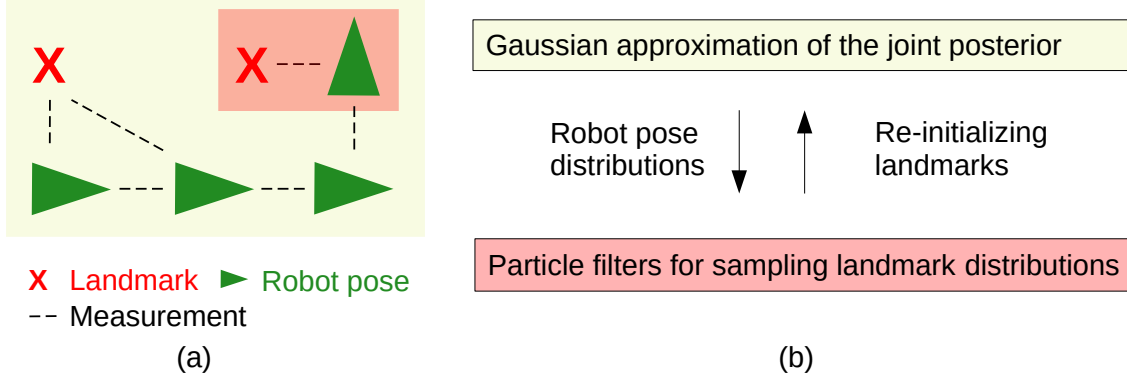 X
X
X Landmark Robot pose
-- Measurement
(a)
Gaussian approximation of the joint posterior
Robot pose
distributions
Re-initializing
landmarks
Particle filters for sampling landmark distributions
(b)